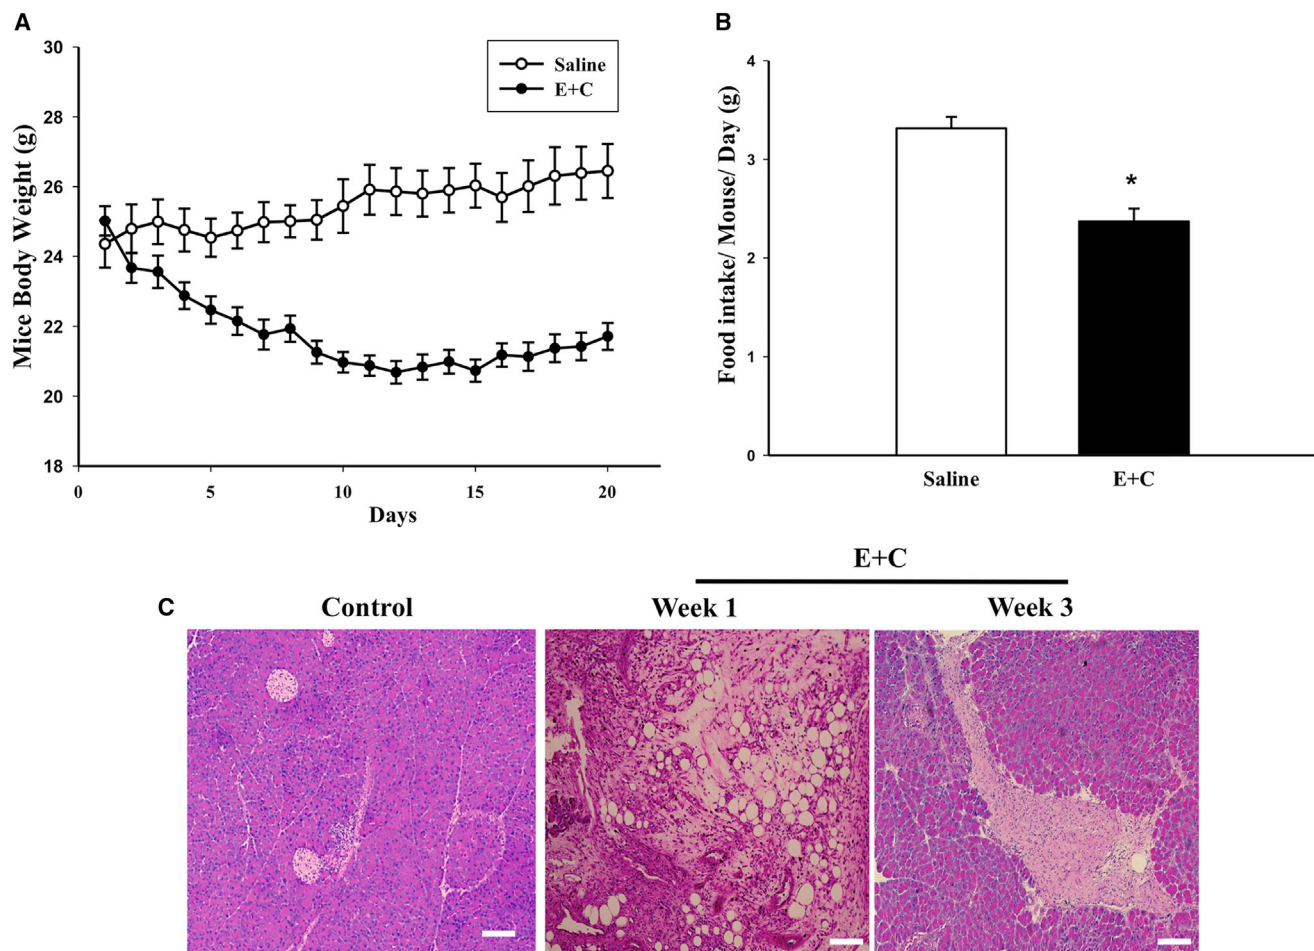 A
30
28
26
24
22
20
18
Mice Body Weight (g)
Saline
E+C
0
5
10
15
20
Days
B
4
3
2
1
0
Food intake/ Mouse/ Day (g)
*
Saline
E+C
E+C
C
Control
Week 1
Week 3